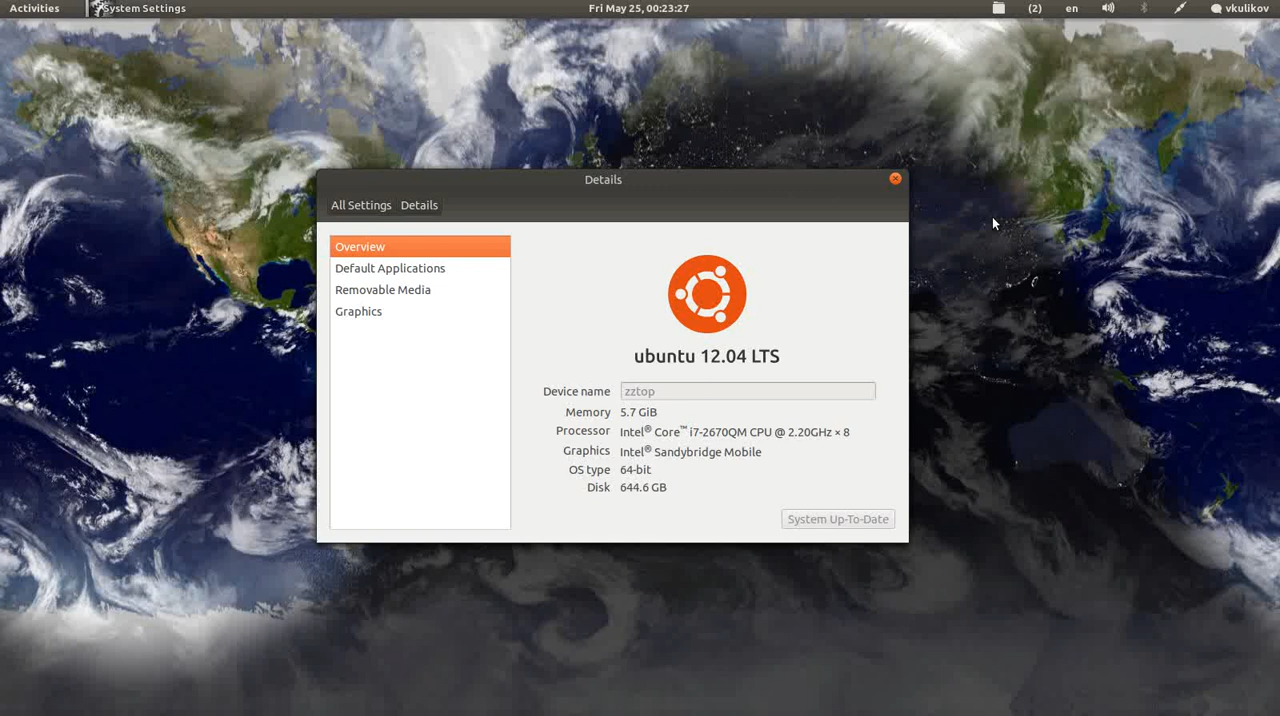 Activities System Settings Fri May 25, 00:23:27 (2) en vkulikov
Details
All Settings Details
Overview
Default Applications
Removable Media
Graphics
ubuntu 12.04 LTS
Device name zztop
Memory 5.7 GiB
Processor Intel® Core™ i7-2670QM CPU @ 2.20GHz × 8
Graphics Intel® Sandybridge Mobile
OS type 64-bit
Disk 644.6 GB
System Up-To-Date